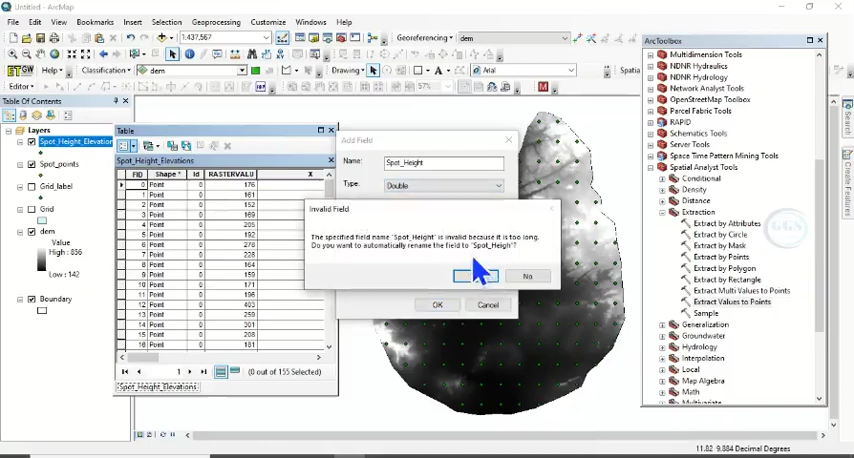 Untitled - ArcMap
File Edit View Bookmarks Insert Selection Geoprocessing Customize Windows Help
1:437,567
Georeferencing dem
Help Classification dem
Drawing Arial
Spatia
Editor
57%
Table Of Contents
Layers
Spot_Height_Elevation
Spot_points
Grid_label
Grid
dem
Value
High : 856
Low : 142
Boundary
Table
Spot_Height_Elevations
FID Shape * Id RASTERVALU X
0 Point 0 176
1 Point 0 161
2 Point 0 152
3 Point 0 169
4 Point 0 205
5 Point 0 192
6 Point 0 278
7 Point 0 228
8 Point 0 164
9 Point 0 159
10 Point 0 171
11 Point 0 196
12 Point 0 403
13 Point 0 259
14 Point 0 301
15 Point 0 208
16 Point 0 181
1 (0 out of 155 Selected)
Spot_Height_Elevations
Add Field
Name: Spot_Height
Type: Double
Invalid Field
The specified field name 'Spot_Height' is invalid because it is too long.
Do you want to automatically rename the field to 'Spot_Heigh'?
No
OK Cancel
ArcToolbox
Multidimension Tools
NDNR Hydraulics
NDNR Hydrology
Network Analyst Tools
OpenStreetMap Toolbox
Parcel Fabric Tools
RAPID
Schematics Tools
Server Tools
Space Time Pattern Mining Tools
Spatial Analyst Tools
Conditional
Density
Distance
Extraction
Extract by Attributes
Extract by Circle
Extract by Mask
Extract by Points
Extract by Polygon
Extract by Rectangle
Extract Multi Values to Points
Extract Values to Points
Sample
Generalization
Groundwater
Hydrology
Interpolation
Local
Map Algebra
Math
Multivariate
GGN
Search
Create Features
11.82 9.884 Decimal Degrees